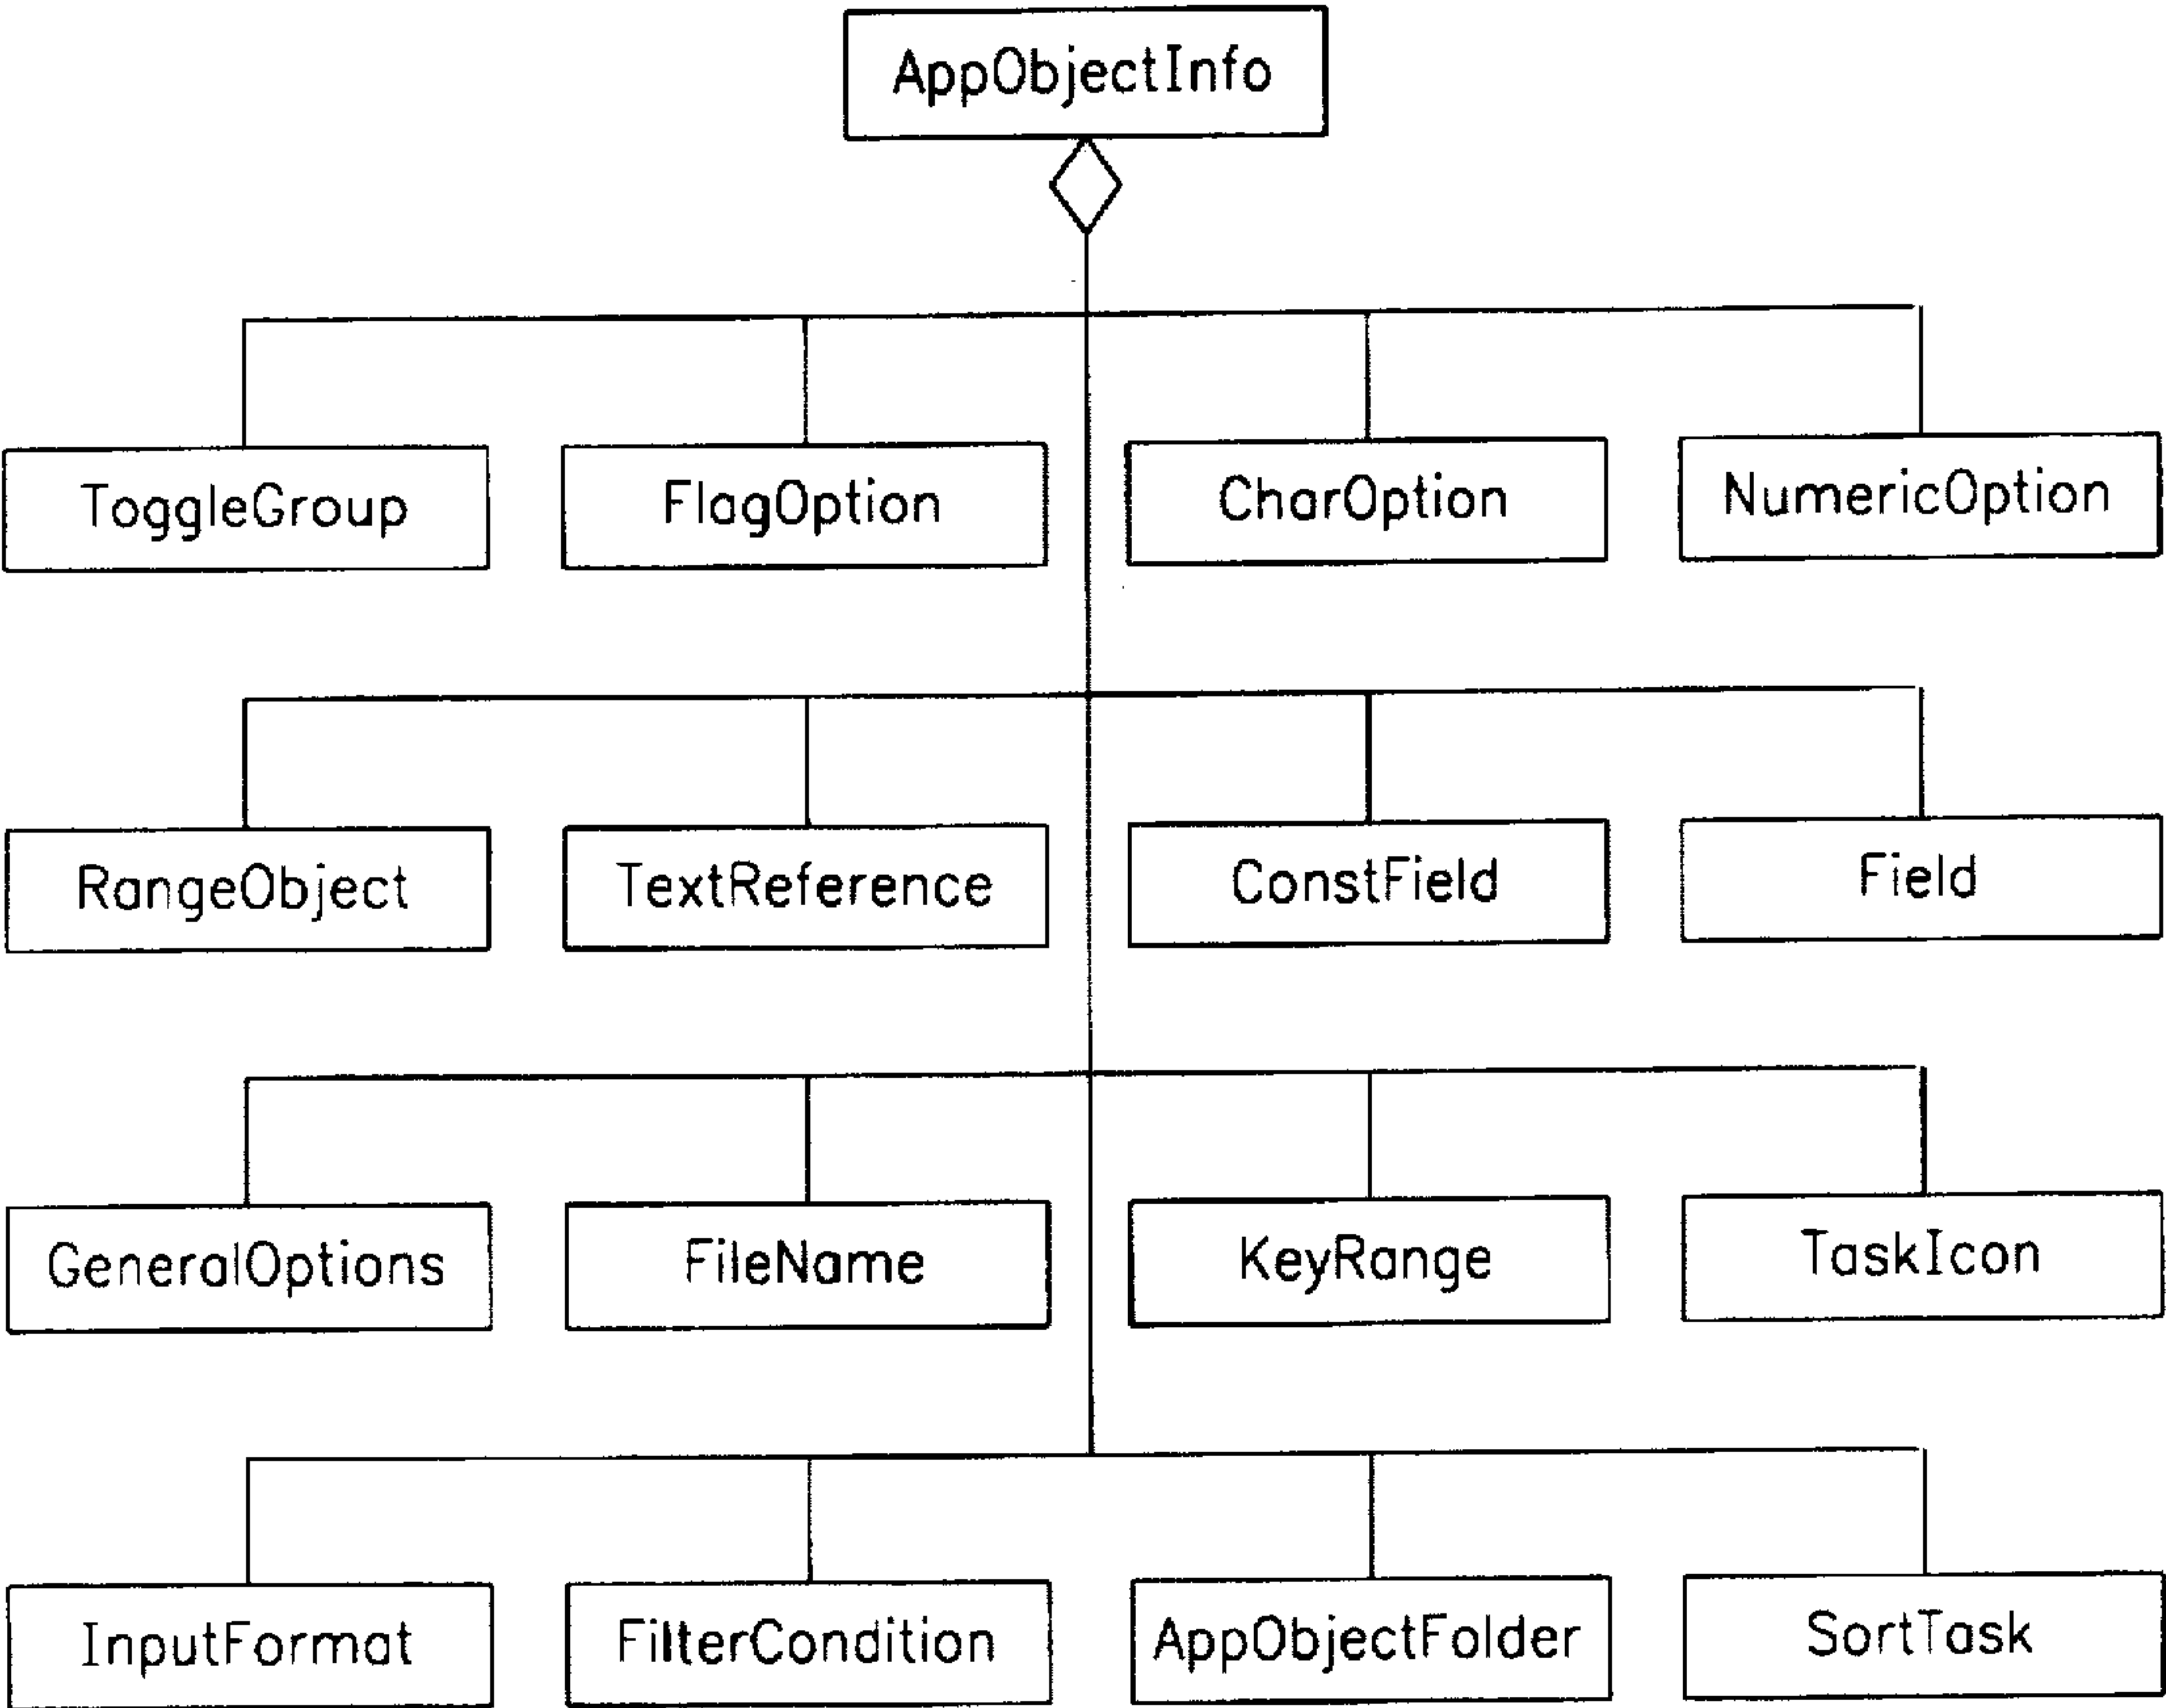 AppObjectInfo
ToggleGroup
FlagOption
CharOption
NumericOption
RangeObject
TextReference
ConstField
Field
GeneralOptions
FileName
KeyRange
TaskIcon
InputFormat
FilterCondition
AppObjectFolder
SortTask